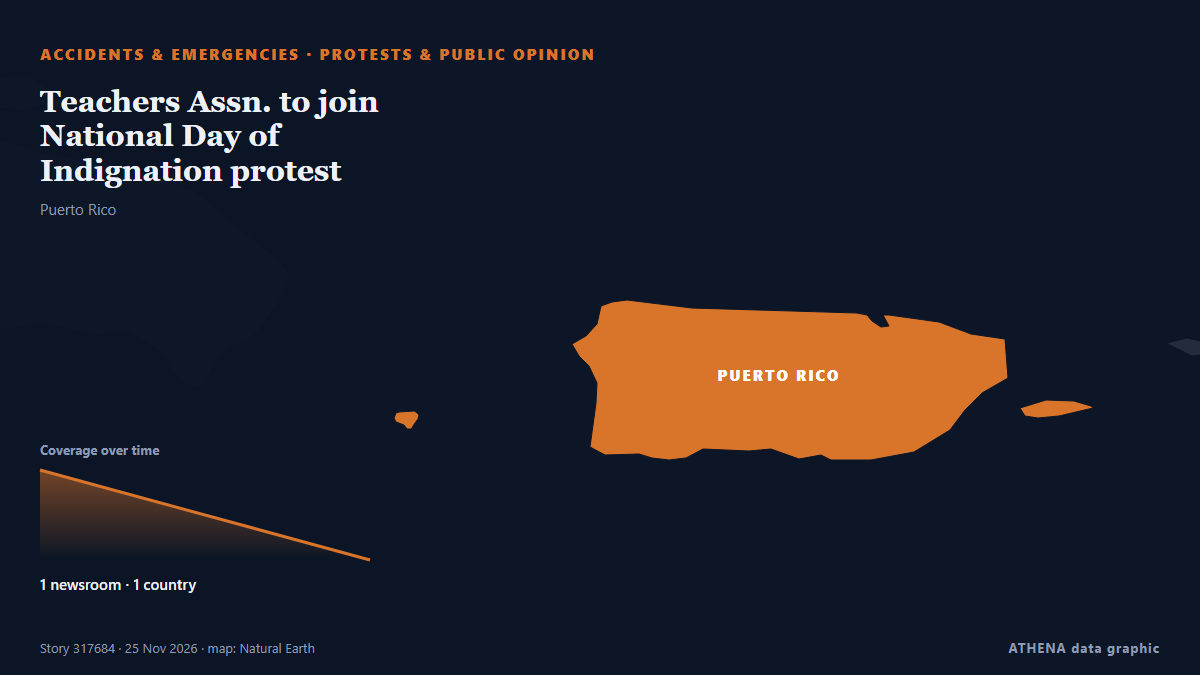 ACCIDENTS & EMERGENCIES · PROTESTS & PUBLIC OPINION
Teachers Assn. to join
National Day of
Indignation protest
Puerto Rico
PUERTO RICO
Coverage over time
1 newsroom · 1 country
Story 317684 · 25 Nov 2026 · map: Natural Earth
ATHENA data graphic